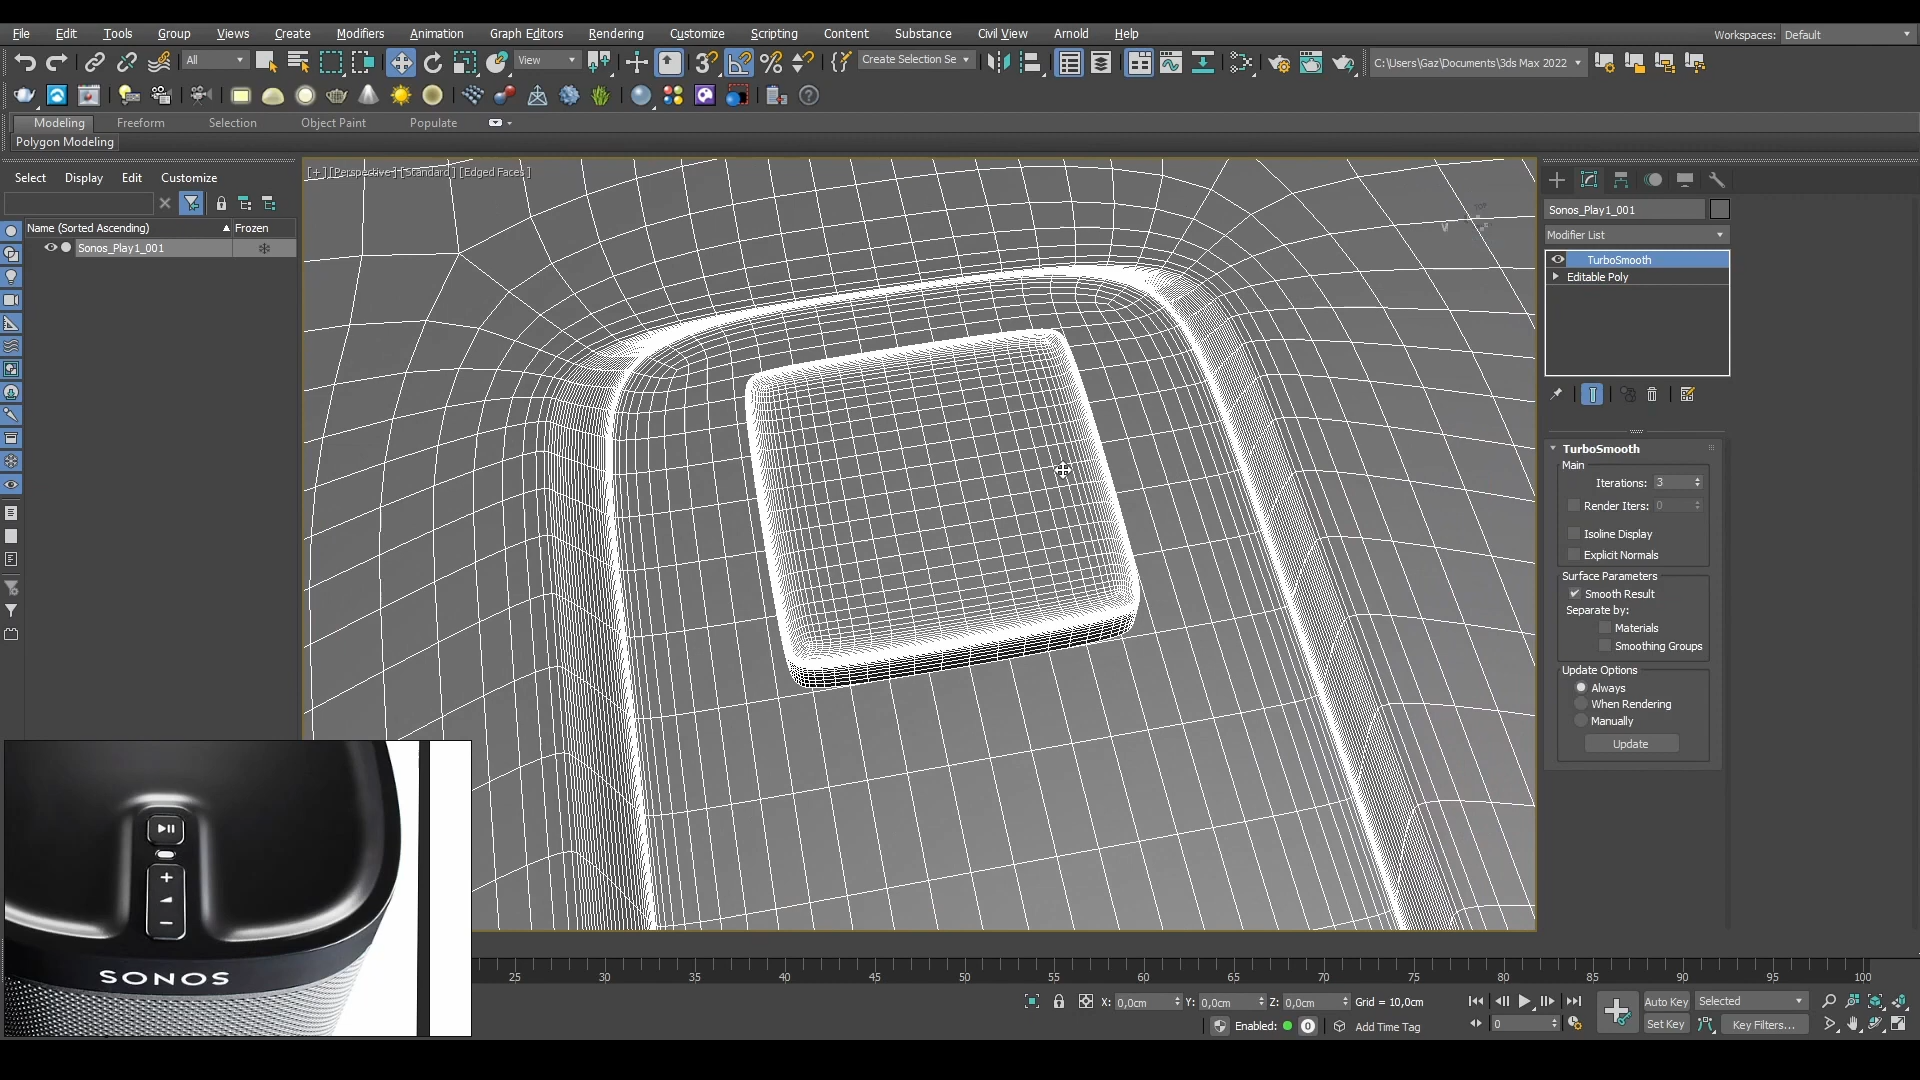 File Edit Tools Group Views Create Modifiers Animation Graph Editors Rendering Customize Scripting Content Substance Civil View Arnold Help
Workspaces: Default
All View Create Selection Se C:\Users\Gaz\Documents\3ds Max 2022
Modeling Freeform Selection Object Paint Populate
Polygon Modeling
Select Display Edit Customize
Name (Sorted Ascending) Frozen
Sonos_Play1_001
[+] [Perspective] [Standard] [Edged Faces]
Sonos_Play1_001
Modifier List
TurboSmooth
Editable Poly
TurboSmooth
Main
Iterations: 3
Render Iters: 0
Isoline Display
Explicit Normals
Surface Parameters
Smooth Result
Separate by:
Materials
Smoothing Groups
Update Options
Always
When Rendering
Manually
Update
SONOS
25 30 35 40 45 50 55 60 65 70 75 80 85 90 95 100
X: 0,0cm Y: 0,0cm Z: 0,0cm Grid = 10,0cm
Auto Key Selected
Enabled: 0 Add Time Tag
0 Set Key Key Filters...